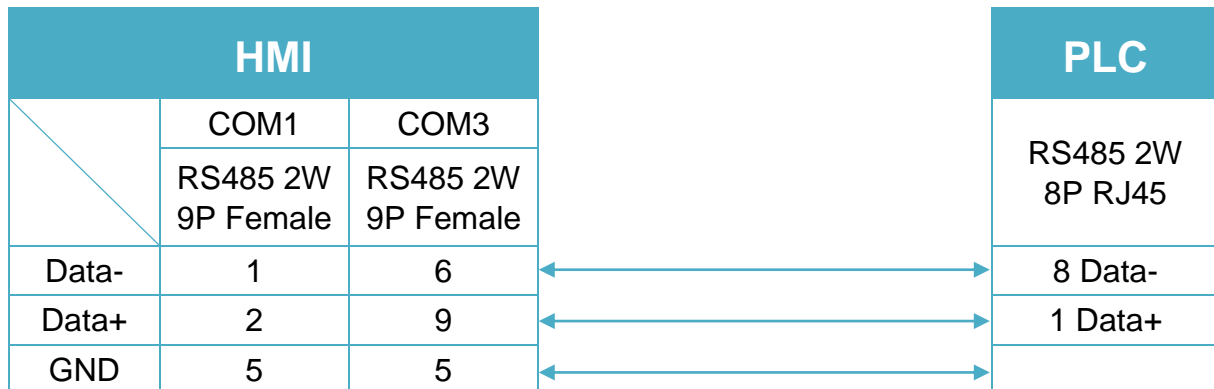 HMI
PLC
COM1 COM3
RS485 2W
8P RJ45
RS485 2W RS485 2W
9P Female 9P Female
Data- 1 6 8 Data-
Data+ 2 9 1 Data+
GND 5 5